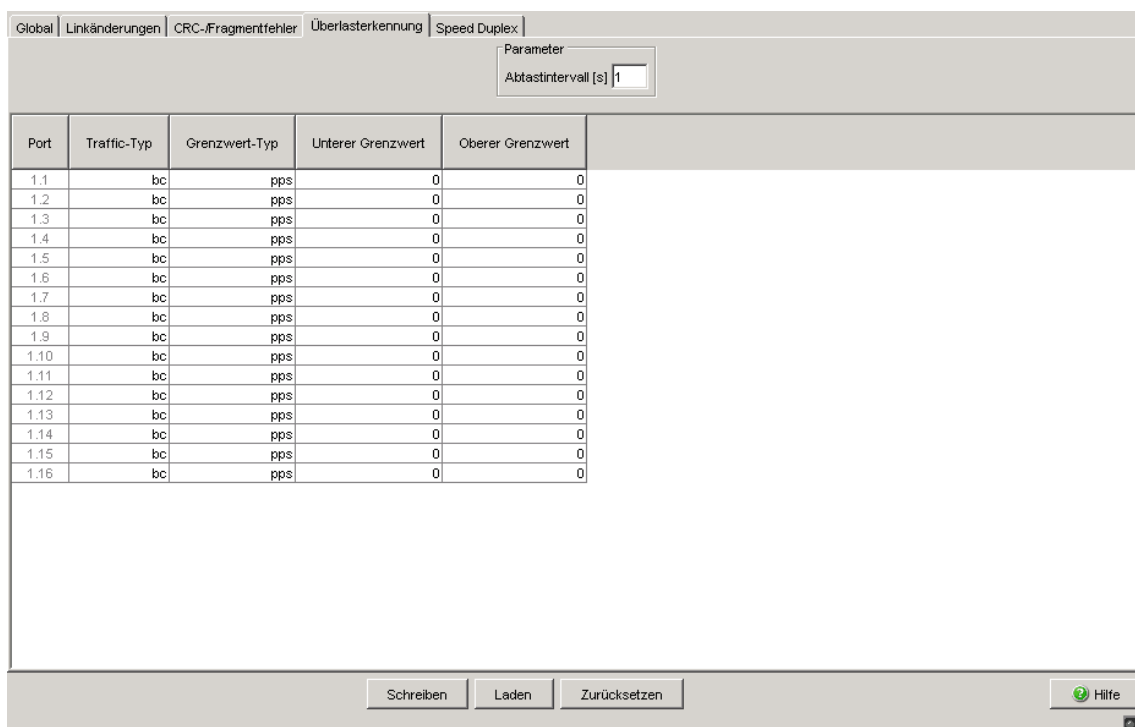 Global Linkänderungen CRC-/Fragmentfehler Überlasterkennung Speed Duplex
Parameter
Abtastintervall [s] 1
Port Traffic-Typ Grenzwert-Typ Unterer Grenzwert Oberer Grenzwert
1.1 bc pps 0 0
1.2 bc pps 0 0
1.3 bc pps 0 0
1.4 bc pps 0 0
1.5 bc pps 0 0
1.6 bc pps 0 0
1.7 bc pps 0 0
1.8 bc pps 0 0
1.9 bc pps 0 0
1.10 bc pps 0 0
1.11 bc pps 0 0
1.12 bc pps 0 0
1.13 bc pps 0 0
1.14 bc pps 0 0
1.15 bc pps 0 0
1.16 bc pps 0 0
Schreiben Laden Zurücksetzen Hilfe